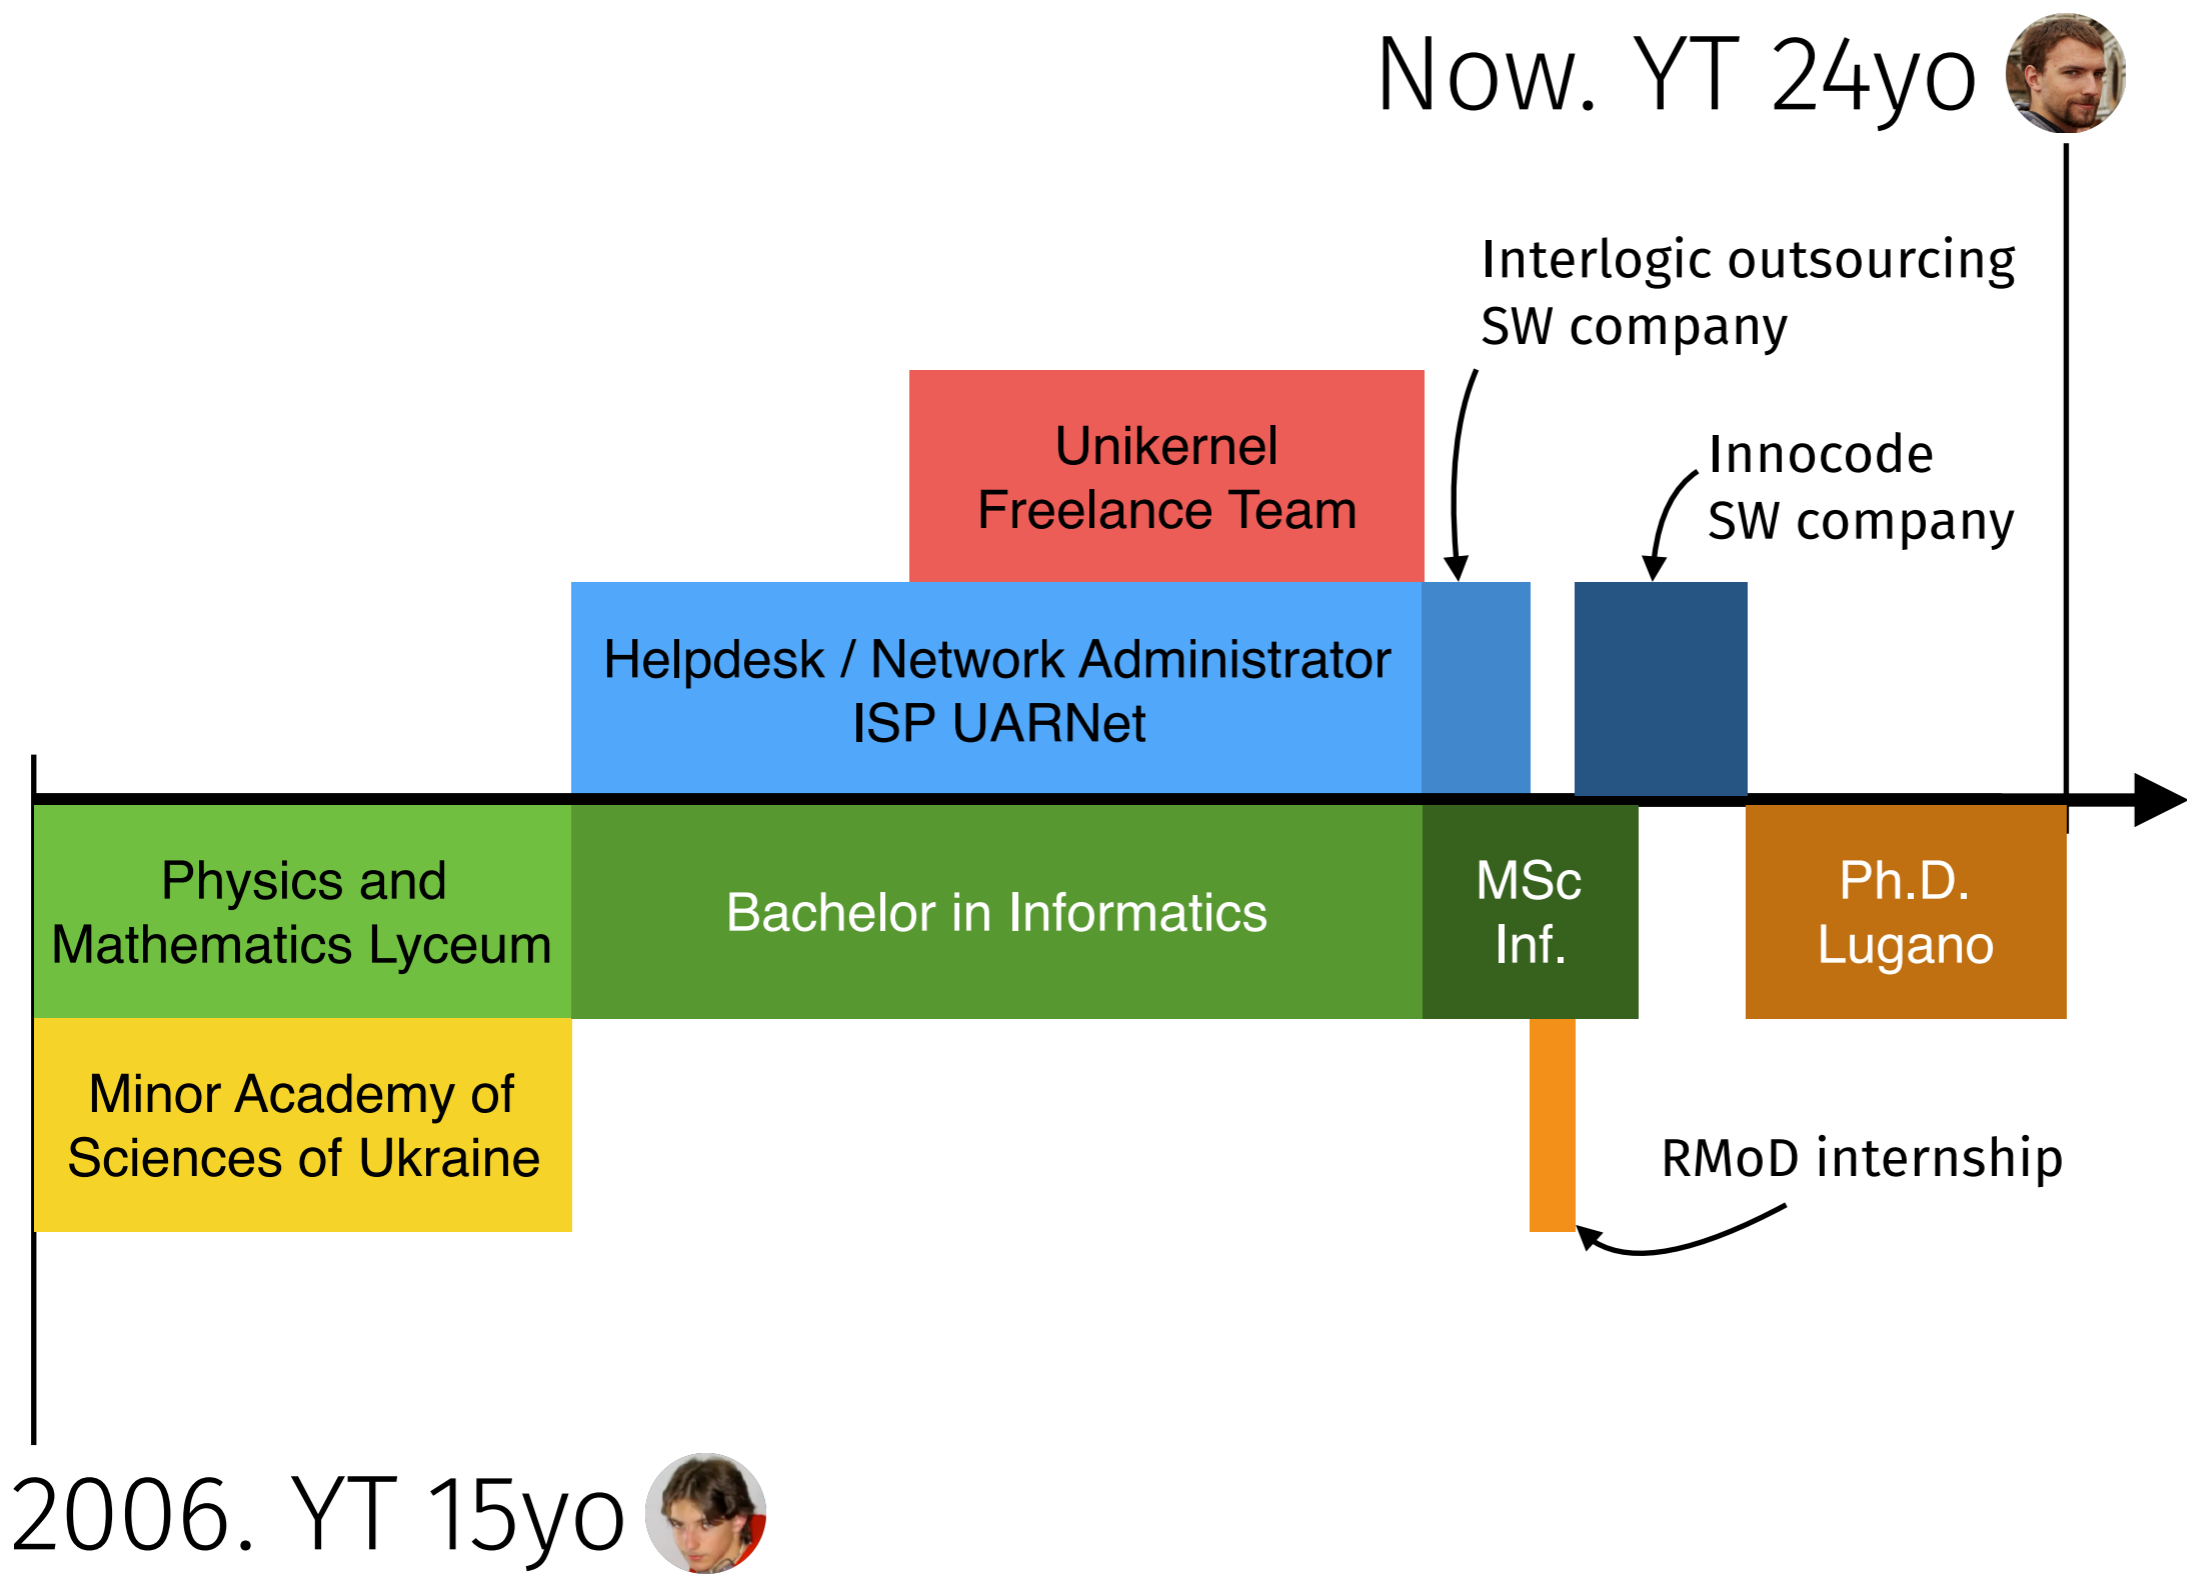 Now. YT 24yo
Interlogic outsourcing
SW company
Unikernel
Freelance Team
Innocode
SW company
Helpdesk / Network Administrator
ISP UARNet
Physics and
Mathematics Lyceum
Bachelor in Informatics
MSc
Inf.
Ph.D.
Lugano
Minor Academy of
Sciences of Ukraine
RMoD internship
2006. YT 15yo